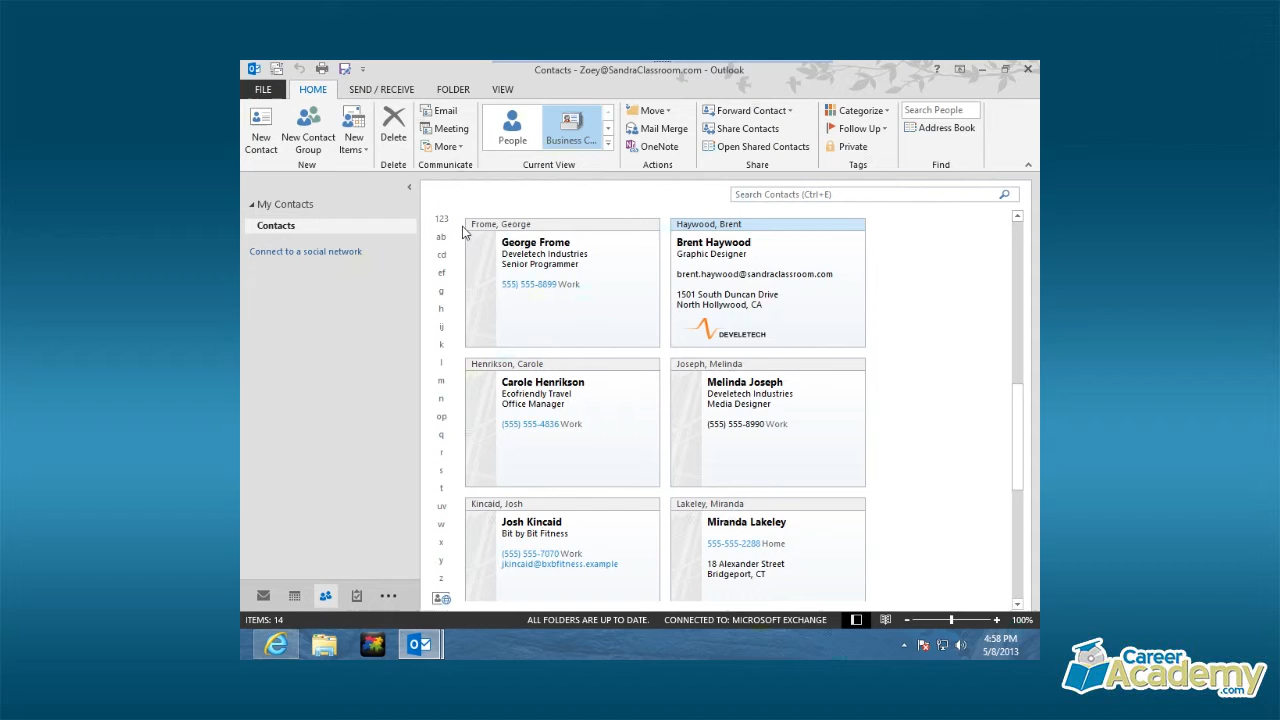 Contacts - Zoey@SandraClassroom.com - Outlook
?
FILE HOME SEND / RECEIVE FOLDER VIEW
New Contact
New Contact Group
New Items
New
Delete
Delete
Email
Meeting
More
Communicate
People
Business C...
Current View
Move
Mail Merge
OneNote
Actions
Forward Contact
Share Contacts
Open Shared Contacts
Share
Categorize
Follow Up
Private
Tags
Search People
Address Book
Find
My Contacts
Contacts
Connect to a social network
Search Contacts (Ctrl+E)
123
ab
cd
ef
g
h
ij
k
l
m
n
op
q
r
s
t
uv
w
x
y
z
Frome, George
George Frome
Develetech Industries
Senior Programmer
555) 555-8899 Work
Haywood, Brent
Brent Haywood
Graphic Designer
brent.haywood@sandraclassroom.com
1501 South Duncan Drive
North Hollywood, CA
DEVELETECH
Henrikson, Carole
Carole Henrikson
Ecofriendly Travel
Office Manager
(555) 555-4836 Work
Joseph, Melinda
Melinda Joseph
Develetech Industries
Media Designer
(555) 555-8990 Work
Kincaid, Josh
Josh Kincaid
Bit by Bit Fitness
(555) 555-7070 Work
jkincaid@bxbfitness.example
Lakeley, Miranda
Miranda Lakeley
555-555-2288 Home
18 Alexander Street
Bridgeport, CT
ITEMS: 14
ALL FOLDERS ARE UP TO DATE.
CONNECTED TO: MICROSOFT EXCHANGE
100%
4:58 PM
5/8/2013
Career
Academy
.com